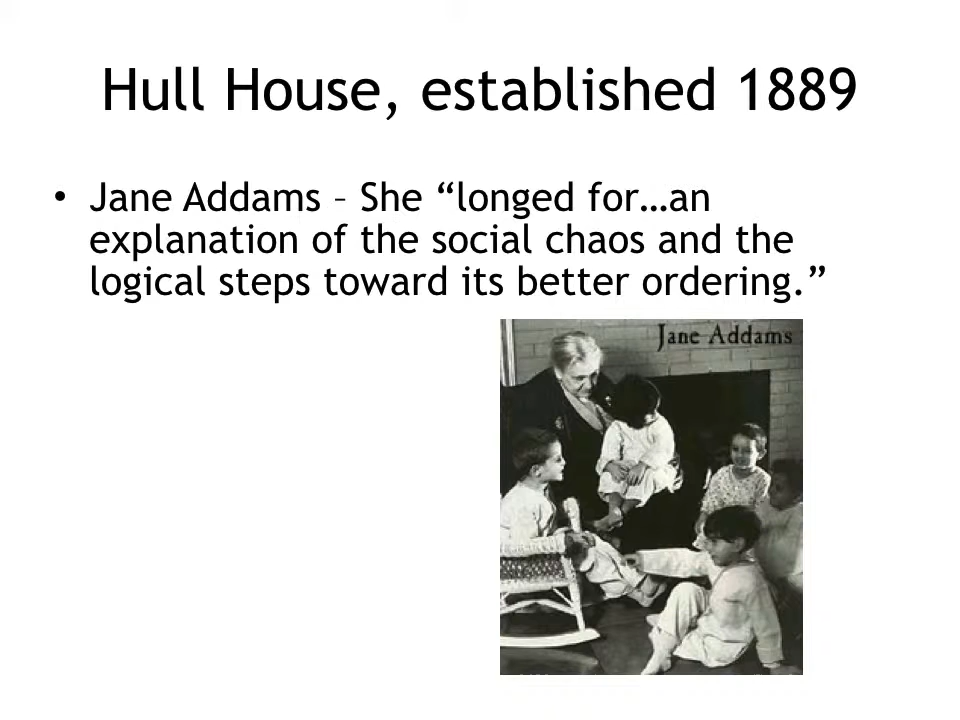 Hull House, established 1889
• Jane Addams – She “longed for…an
explanation of the social chaos and the
logical steps toward its better ordering.”
Jane Addams